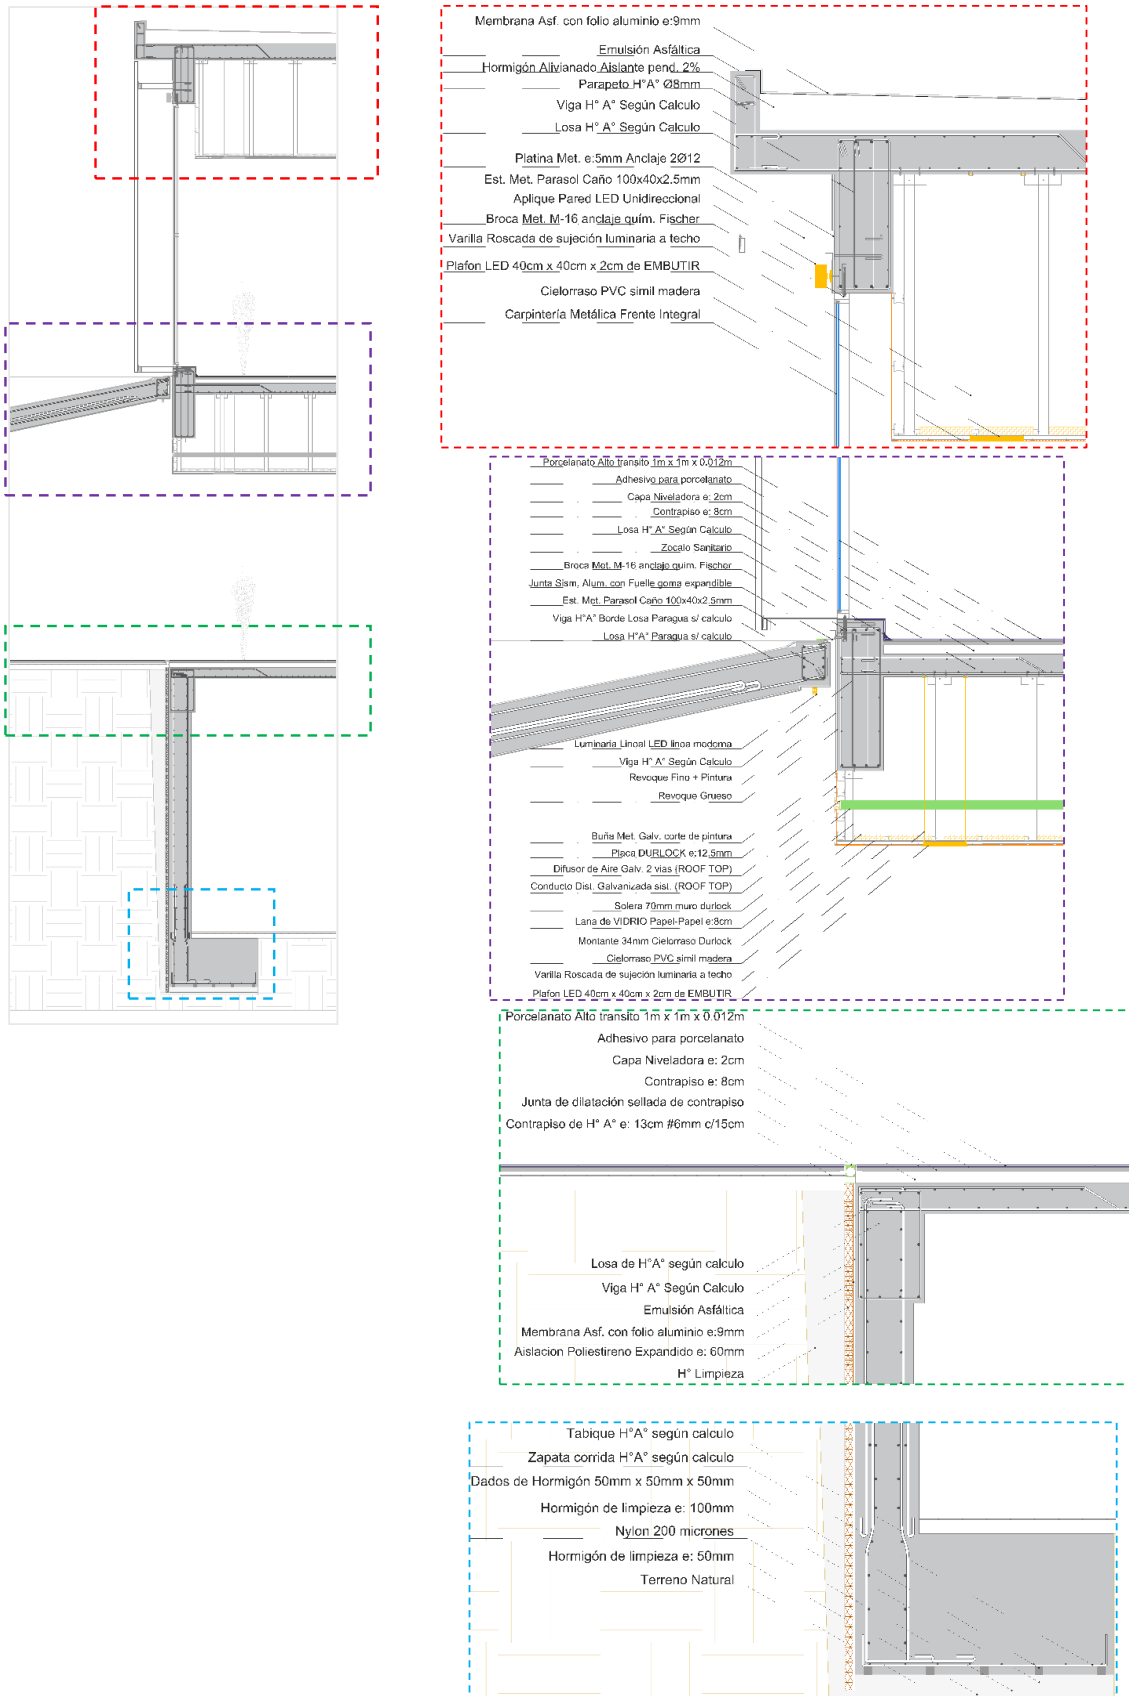 Membrana Asf. con folio aluminio e:9mm
Emulsión Asfáltica
Hormigón Alivianado Aislante pend. 2%
Parapeto H°A° Ø8mm
Viga H° A° Según Calculo
Losa H° A° Según Calculo
Platina Met. e:5mm Anclaje 2Ø12
Est. Met. Parasol Caño 100x40x2.5mm
Aplique Pared LED Unidireccional
Broca Met. M-16 anclaje quím. Fischer
Varilla Roscada de sujeción luminaria a techo
Plafon LED 40cm x 40cm x 2cm de EMBUTIR
Cielorraso PVC simil madera
Carpintería Metálica Frente Integral
Porcelanato Alto transito 1m x 1m x 0.012m
Adhesivo para porcelanato
Capa Niveladora e: 2cm
Contrapiso e: 8cm
Losa H° A° Según Calculo
Zocalo Sanitario
Broca Met. M-16 anclaje quim. Fischer
Junta Sism. Alum. con Fuelle goma expandible
Est. Met. Parasol Caño 100x40x2.5mm
Viga H°A° Borde Losa Paragua s/ calculo
Losa H°A° Paragua s/ calculo
Luminaria Lineal LED linea moderna
Viga H° A° Según Calculo
Revoque Fino + Pintura
Revoque Grueso
Buña Met. Galv. corte de pintura
Placa DURLOCK e:12,5mm
Difusor de Aire Galv. 2 vias (ROOF TOP)
Conducto Dist. Galvanizada sist. (ROOF TOP)
Solera 70mm muro durlock
Lana de VIDRIO Papel-Papel e:8cm
Montante 34mm Cielorraso Durlock
Cielorraso PVC simil madera
Varilla Roscada de sujeción luminaria a techo
Plafon LED 40cm x 40cm x 2cm de EMBUTIR
Porcelanato Alto transito 1m x 1m x 0.012m
Adhesivo para porcelanato
Capa Niveladora e: 2cm
Contrapiso e: 8cm
Junta de dilatación sellada de contrapiso
Contrapiso de H° A° e: 13cm #6mm c/15cm
Losa de H°A° según calculo
Viga H° A° Según Calculo
Emulsión Asfáltica
Membrana Asf. con folio aluminio e:9mm
Aislacion Poliestireno Expandido e: 60mm
H° Limpieza
Tabique H°A° según calculo
Zapata corrida H°A° según calculo
Dados de Hormigón 50mm x 50mm x 50mm
Hormigón de limpieza e: 100mm
Nylon 200 micrones
Hormigón de limpieza e: 50mm
Terreno Natural